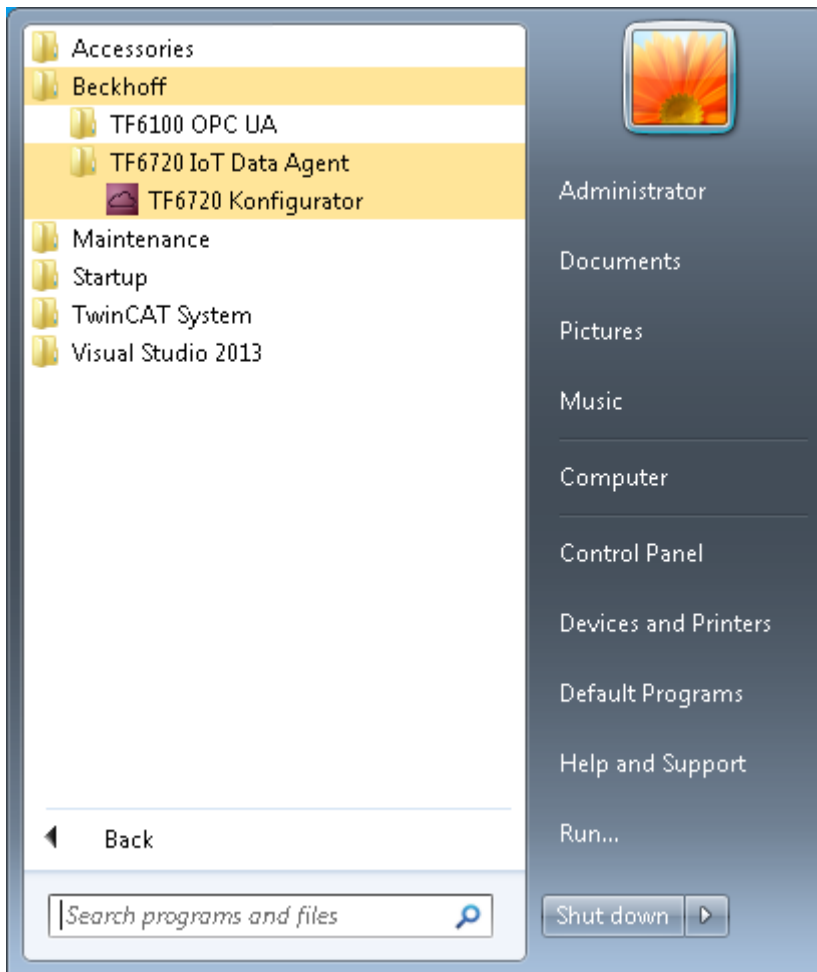 Accessories
Beckhoff
TF6100 OPC UA
TF6720 IoT Data Agent
TF6720 Konfigurator
Maintenance
Startup
TwinCAT System
Visual Studio 2013
Back
Search programs and files
Administrator
Documents
Pictures
Music
Computer
Control Panel
Devices and Printers
Default Programs
Help and Support
Run...
Shut down